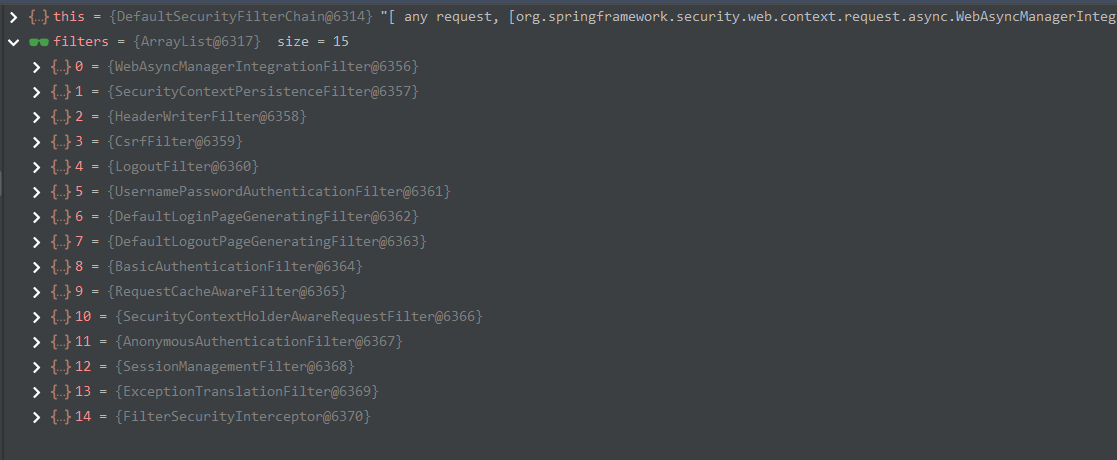 {...} this = {DefaultSecurityFilterChain@6314} "[ any request, [org.springframework.security.web.context.request.async.WebAsyncManagerInteg
filters = {ArrayList@6317} size = 15
{...} 0 = {WebAsyncManagerIntegrationFilter@6356}
{...} 1 = {SecurityContextPersistenceFilter@6357}
{...} 2 = {HeaderWriterFilter@6358}
{...} 3 = {CsrfFilter@6359}
{...} 4 = {LogoutFilter@6360}
{...} 5 = {UsernamePasswordAuthenticationFilter@6361}
{...} 6 = {DefaultLoginPageGeneratingFilter@6362}
{...} 7 = {DefaultLogoutPageGeneratingFilter@6363}
{...} 8 = {BasicAuthenticationFilter@6364}
{...} 9 = {RequestCacheAwareFilter@6365}
{...} 10 = {SecurityContextHolderAwareRequestFilter@6366}
{...} 11 = {AnonymousAuthenticationFilter@6367}
{...} 12 = {SessionManagementFilter@6368}
{...} 13 = {ExceptionTranslationFilter@6369}
{...} 14 = {FilterSecurityInterceptor@6370}